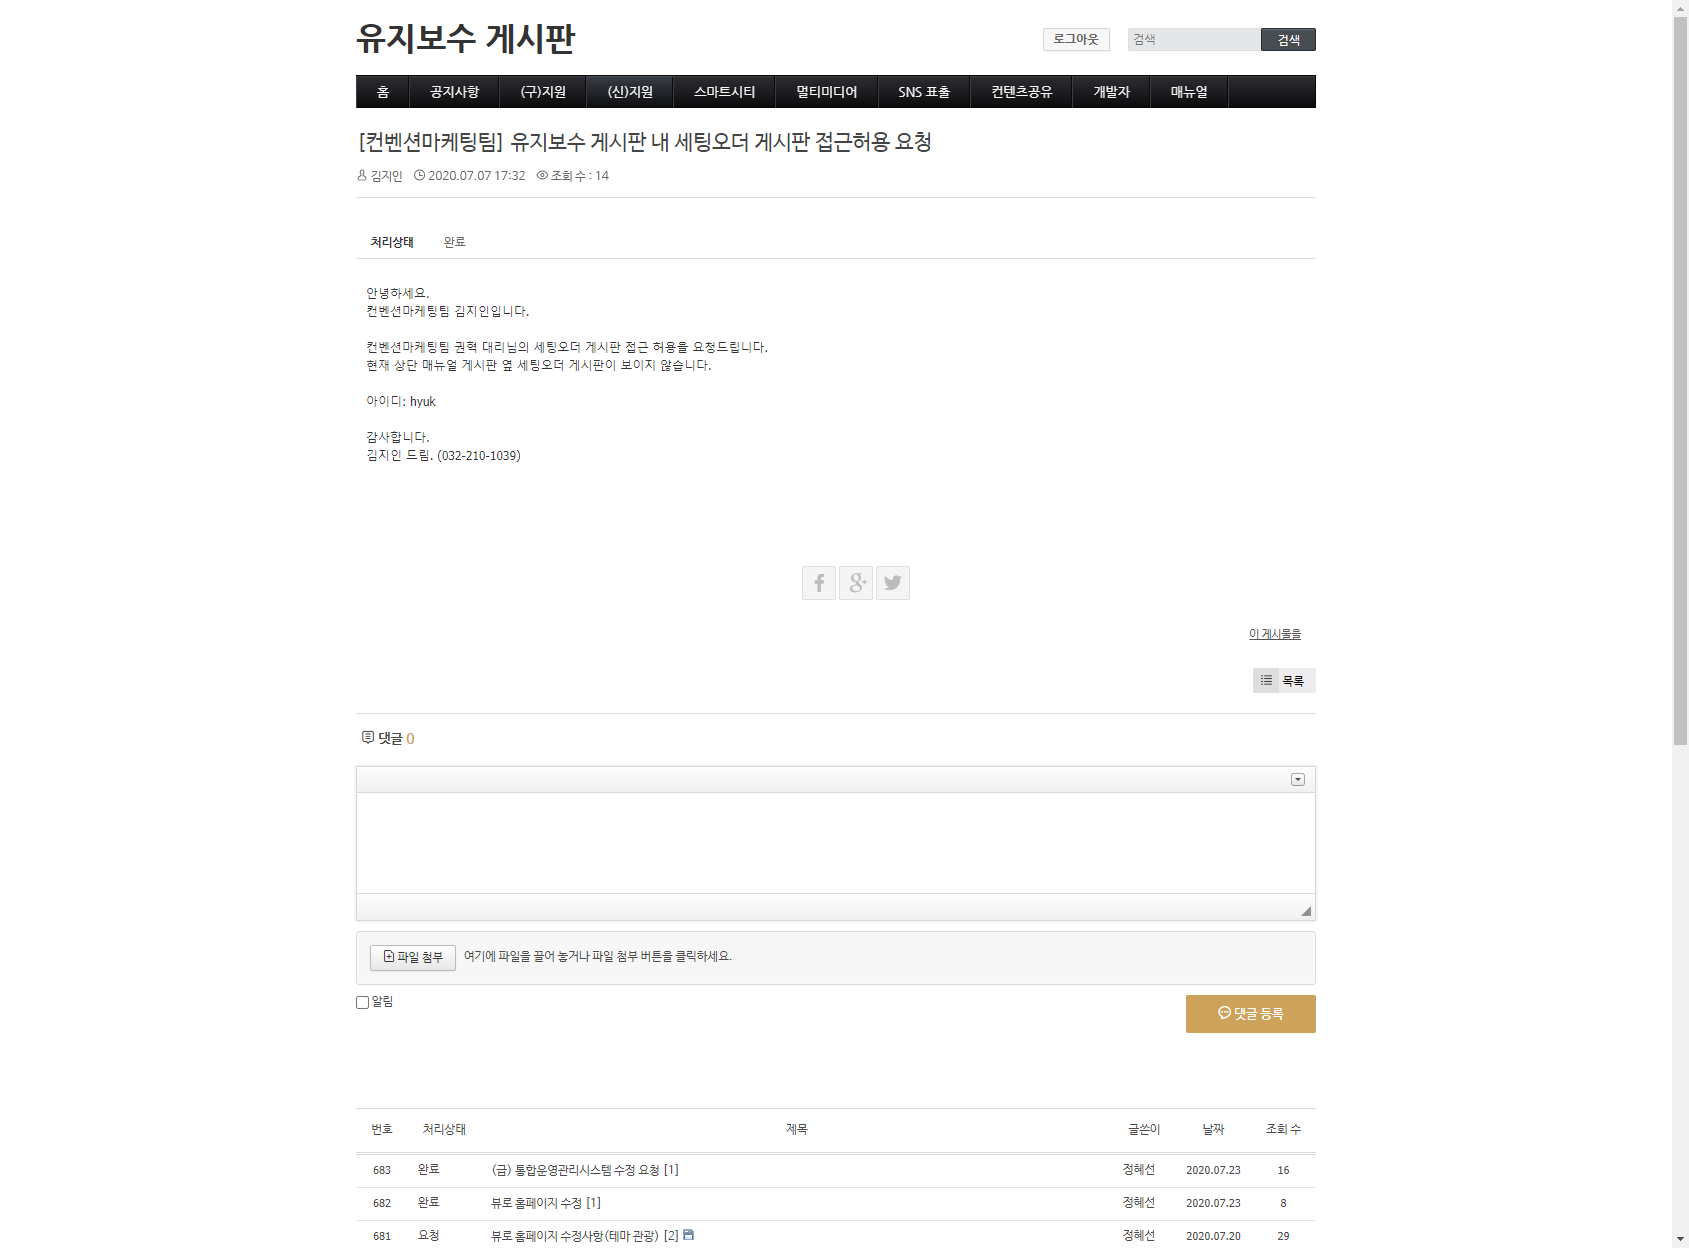 유지보수 게시판
로그아웃 검색 검색
홈 공지사항 (구)지원 (신)지원 스마트시티 멀티미디어 SNS 표출 컨텐츠공유 개발자 매뉴얼
[컨벤션마케팅팀] 유지보수 게시판 내 세팅오더 게시판 접근허용 요청
김지인 2020.07.07 17:32 조회 수 : 14
처리상태 완료
안녕하세요.
컨벤션마케팅팀 김지인입니다.
컨벤션마케팅팀 권혁 대리님의 세팅오더 게시판 접근 허용을 요청드립니다.
현재 상단 매뉴얼 게시판 옆 세팅오더 게시판이 보이지 않습니다.
아이디: hyuk
감사합니다.
김지인 드림. (032-210-1039)
이 게시물을
목록
댓글 0
파일 첨부 여기에 파일을 끌어 놓거나 파일 첨부 버튼을 클릭하세요.
알림
댓글 등록
번호 처리상태 제목 글쓴이 날짜 조회 수
683 완료 (급) 통합운영관리시스템 수정 요청 [1] 정혜선 2020.07.23 16
682 완료 뷰로 홈페이지 수정 [1] 정혜선 2020.07.23 8
681 요청 뷰로 홈페이지 수정사항(테마 관광) [2] 정혜선 2020.07.20 29